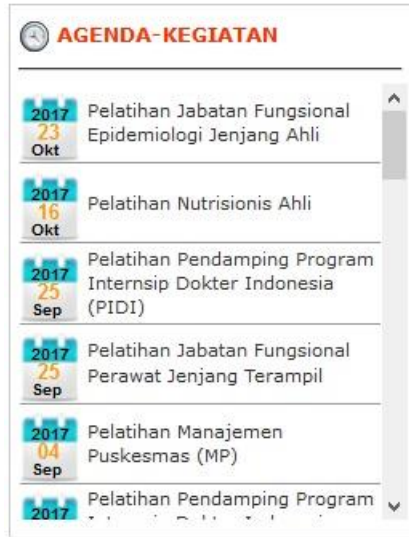 AGENDA-KEGIATAN
2017
23
Okt
Pelatihan Jabatan Fungsional
Epidemiologi Jenjang Ahli
2017
16
Okt
Pelatihan Nutrisionis Ahli
2017
25
Sep
Pelatihan Pendamping Program
Internsip Dokter Indonesia
(PIDI)
2017
25
Sep
Pelatihan Jabatan Fungsional
Perawat Jenjang Terampil
2017
04
Sep
Pelatihan Manajemen
Puskesmas (MP)
2017
Pelatihan Pendamping Program